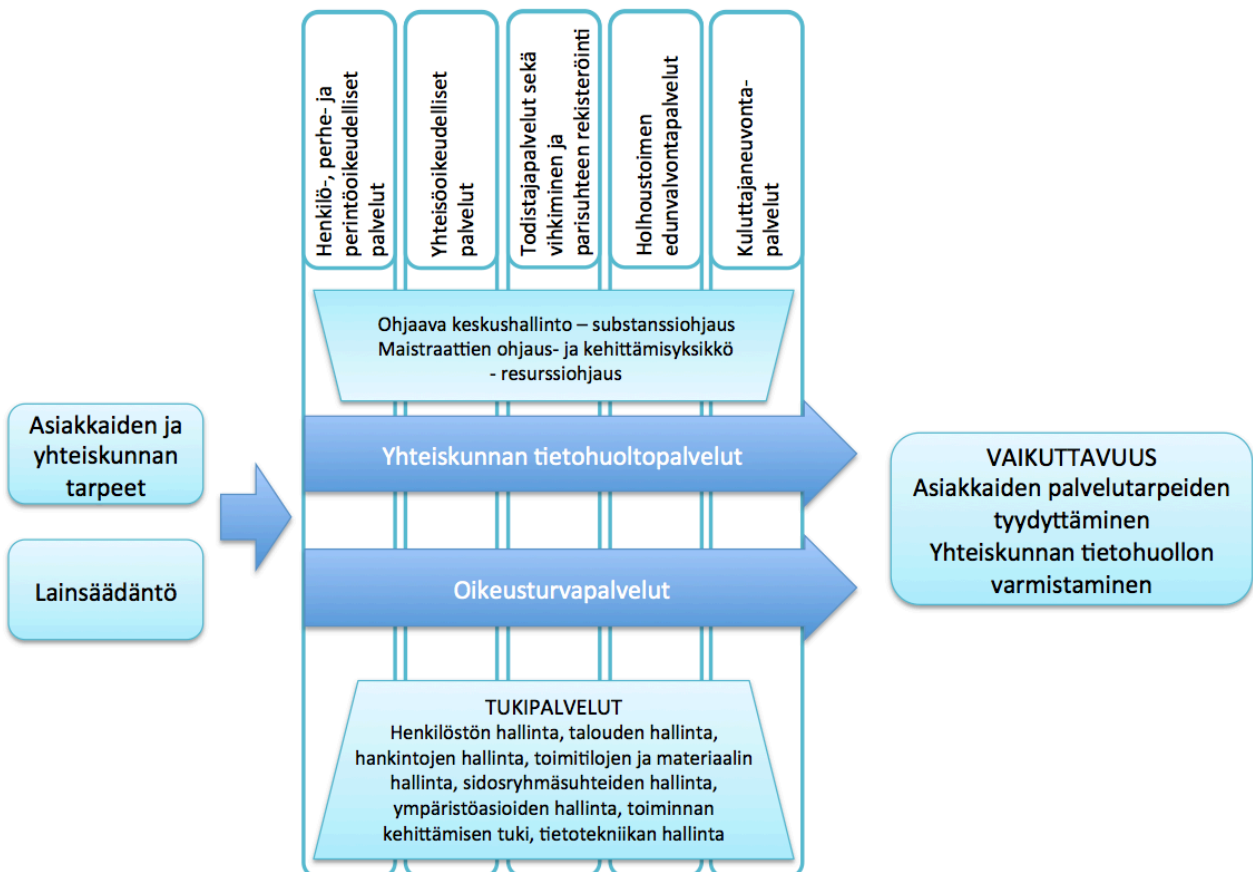 Henkilö-, perhe- ja
perintöoikeudelliset
palvelut
Yhteisöoikeudelliset
palvelut
Todistajapalvelut sekä
vihkiminen ja
parisuhteen rekisteröinti
Holhoustoimen
edunvalvontapalvelut
Kuluttajaneuvonta-
palvelut
Ohjaava keskushallinto – substanssiohjaus
Maistraattien ohjaus- ja kehittämisyksikkö
- resurssiohjaus
Asiakkaiden ja
yhteiskunnan
tarpeet
Lainsäädäntö
Yhteiskunnan tietohuoltopalvelut
Oikeusturvapalvelut
VAIKUTTAVUUS
Asiakkaiden palvelutarpeiden
tyydyttäminen
Yhteiskunnan tietohuollon
varmistaminen
TUKIPALVELUT
Henkilöstön hallinta, talouden hallinta,
hankintojen hallinta, toimitilojen ja materiaalin
hallinta, sidosryhmäsuhteiden hallinta,
ympäristöasioiden hallinta, toiminnan
kehittämisen tuki, tietotekniikan hallinta